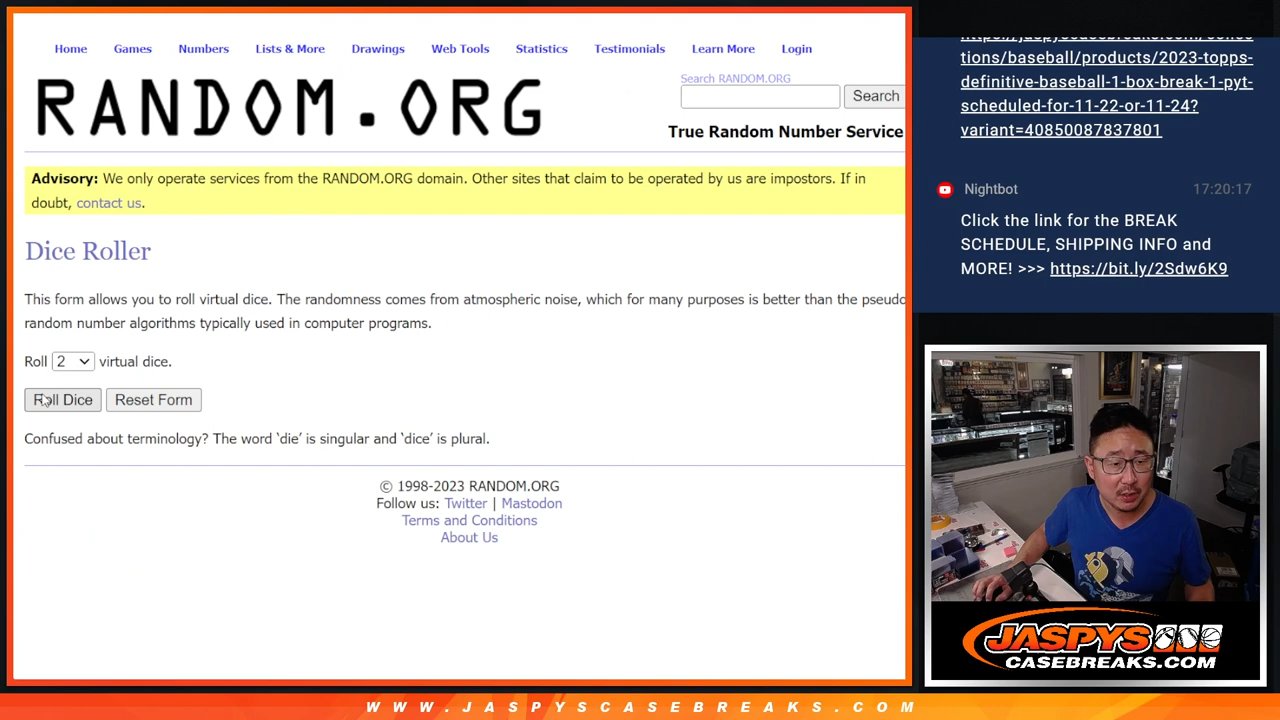 Home Games Numbers Lists & More Drawings Web Tools Statistics Testimonials Learn More Login
RANDOM.ORG
Search RANDOM.ORG
Search
True Random Number Service
Advisory: We only operate services from the RANDOM.ORG domain. Other sites that claim to be operated by us are impostors. If in
doubt, contact us.
Dice Roller
This form allows you to roll virtual dice. The randomness comes from atmospheric noise, which for many purposes is better than the pseudo
random number algorithms typically used in computer programs.
Roll 2 virtual dice.
Roll Dice Reset Form
Confused about terminology? The word ‘die’ is singular and ‘dice’ is plural.
© 1998-2023 RANDOM.ORG
Follow us: Twitter | Mastodon
Terms and Conditions
About Us
https://jaspyscasebreaks.com/collec
tions/baseball/products/2023-topps-
definitive-baseball-1-box-break-1-pyt-
scheduled-for-11-22-or-11-24?
variant=40850087837801
Nightbot 17:20:17
Click the link for the BREAK
SCHEDULE, SHIPPING INFO and
MORE! >>> https://bit.ly/2Sdw6K9
JASPYS
CASEBREAKS.COM
WWW.JASPYSCASEBREAKS.COM